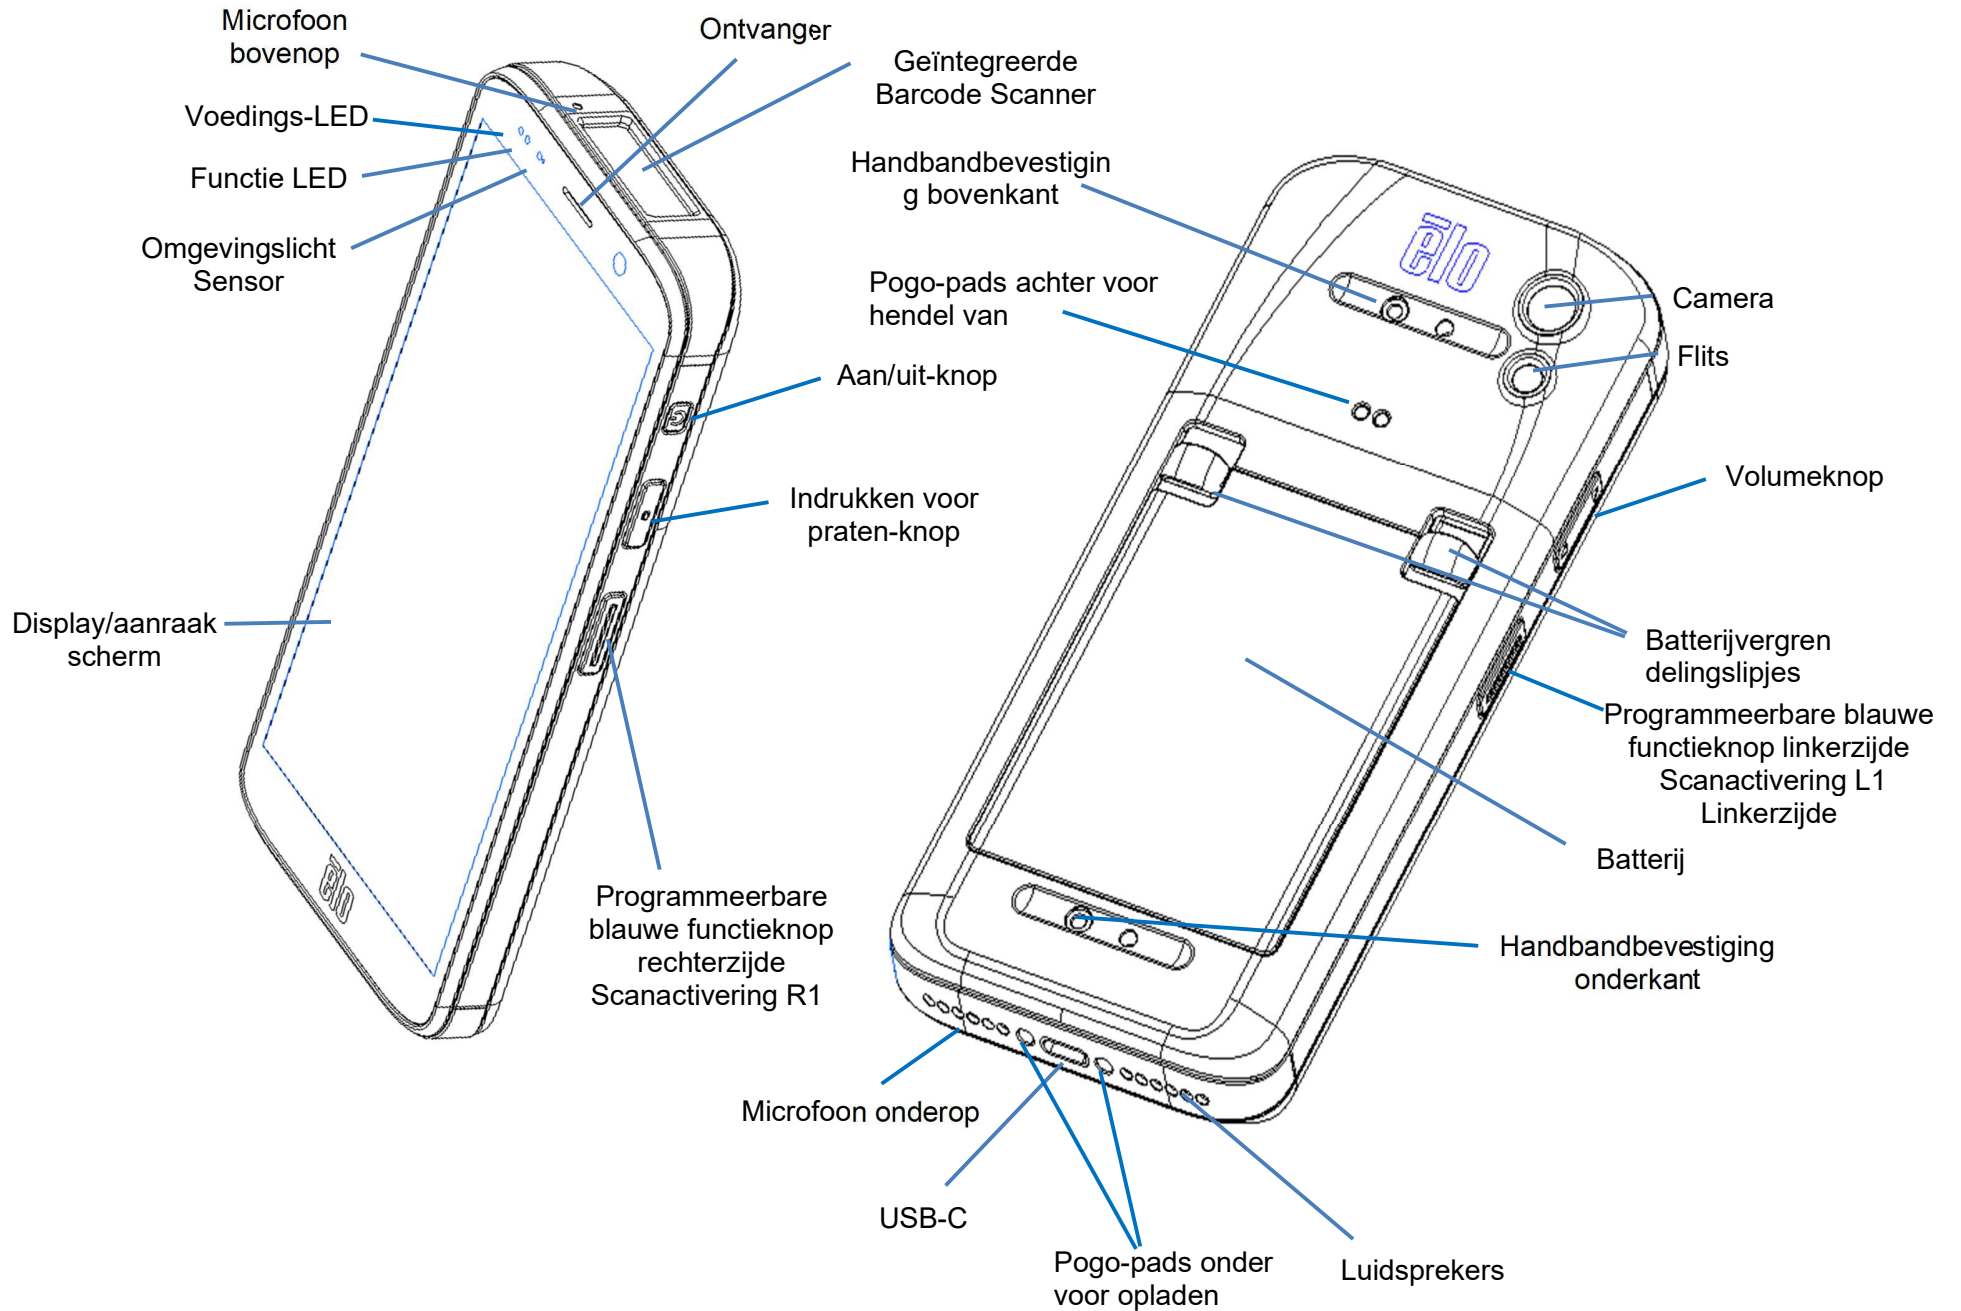 Microfoon
bovenop
Ontvanger
Geïntegreerde
Barcode Scanner
Voedings-LED
Functie LED
Omgevingslicht
Sensor
Handbandbevestigin
g bovenkant
Pogo-pads achter voor
hendel van
Aan/uit-knop
Indrukken voor
praten-knop
Display/aanraak
scherm
Programmeerbare
blauwe functieknop
rechterzijde
Scanactivering R1
elo
elo
Camera
Flits
Volumeknop
Batterijvergren
delingslipjes
Programmeerbare blauwe
functieknop linkerzijde
Scanactivering L1
Linkerzijde
Batterij
Handbandbevestiging
onderkant
Microfoon onderop
USB-C
Pogo-pads onder
voor opladen
Luidsprekers